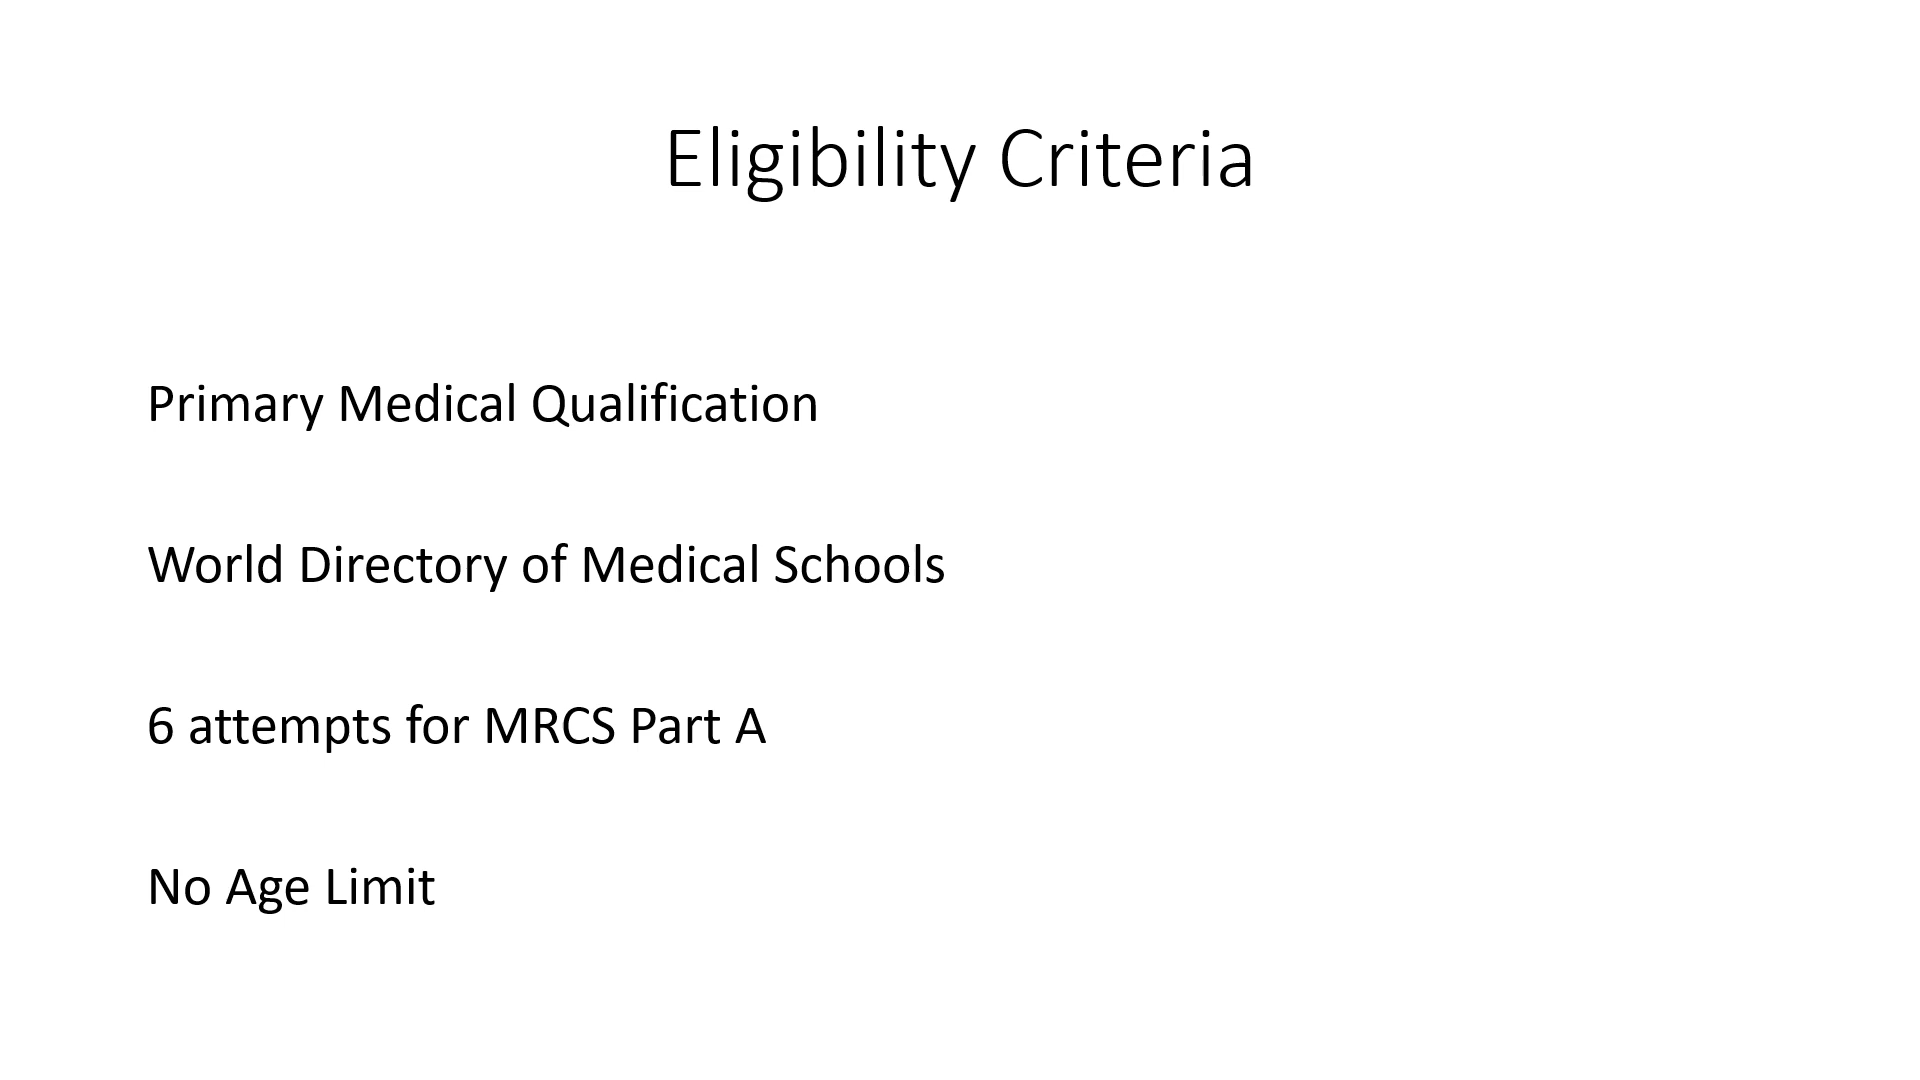 Eligibility Criteria
Primary Medical Qualification
World Directory of Medical Schools
6 attempts for MRCS Part A
No Age Limit